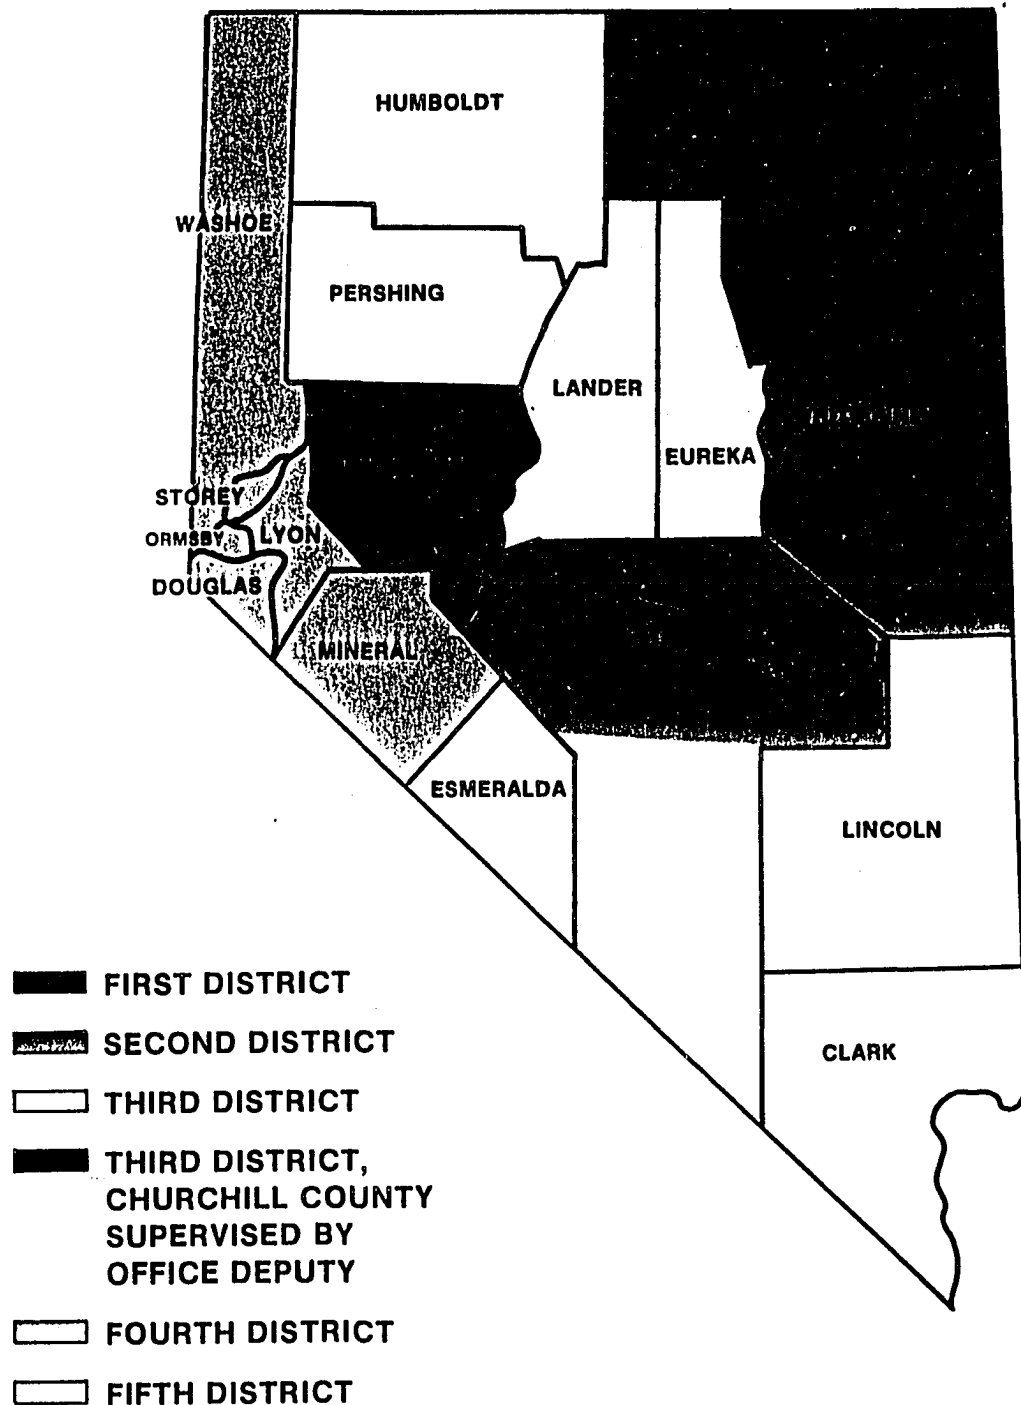 HUMBOLDT
WASHOE
PERSHING
LANDER
EUREKA
STOREY
ORMSBY
LYON
DOUGLAS
MINERAL
ESMERALDA
LINCOLN
CLARK
FIRST DISTRICT
SECOND DISTRICT
THIRD DISTRICT
THIRD DISTRICT,
CHURCHILL COUNTY
SUPERVISED BY
OFFICE DEPUTY
FOURTH DISTRICT
FIFTH DISTRICT